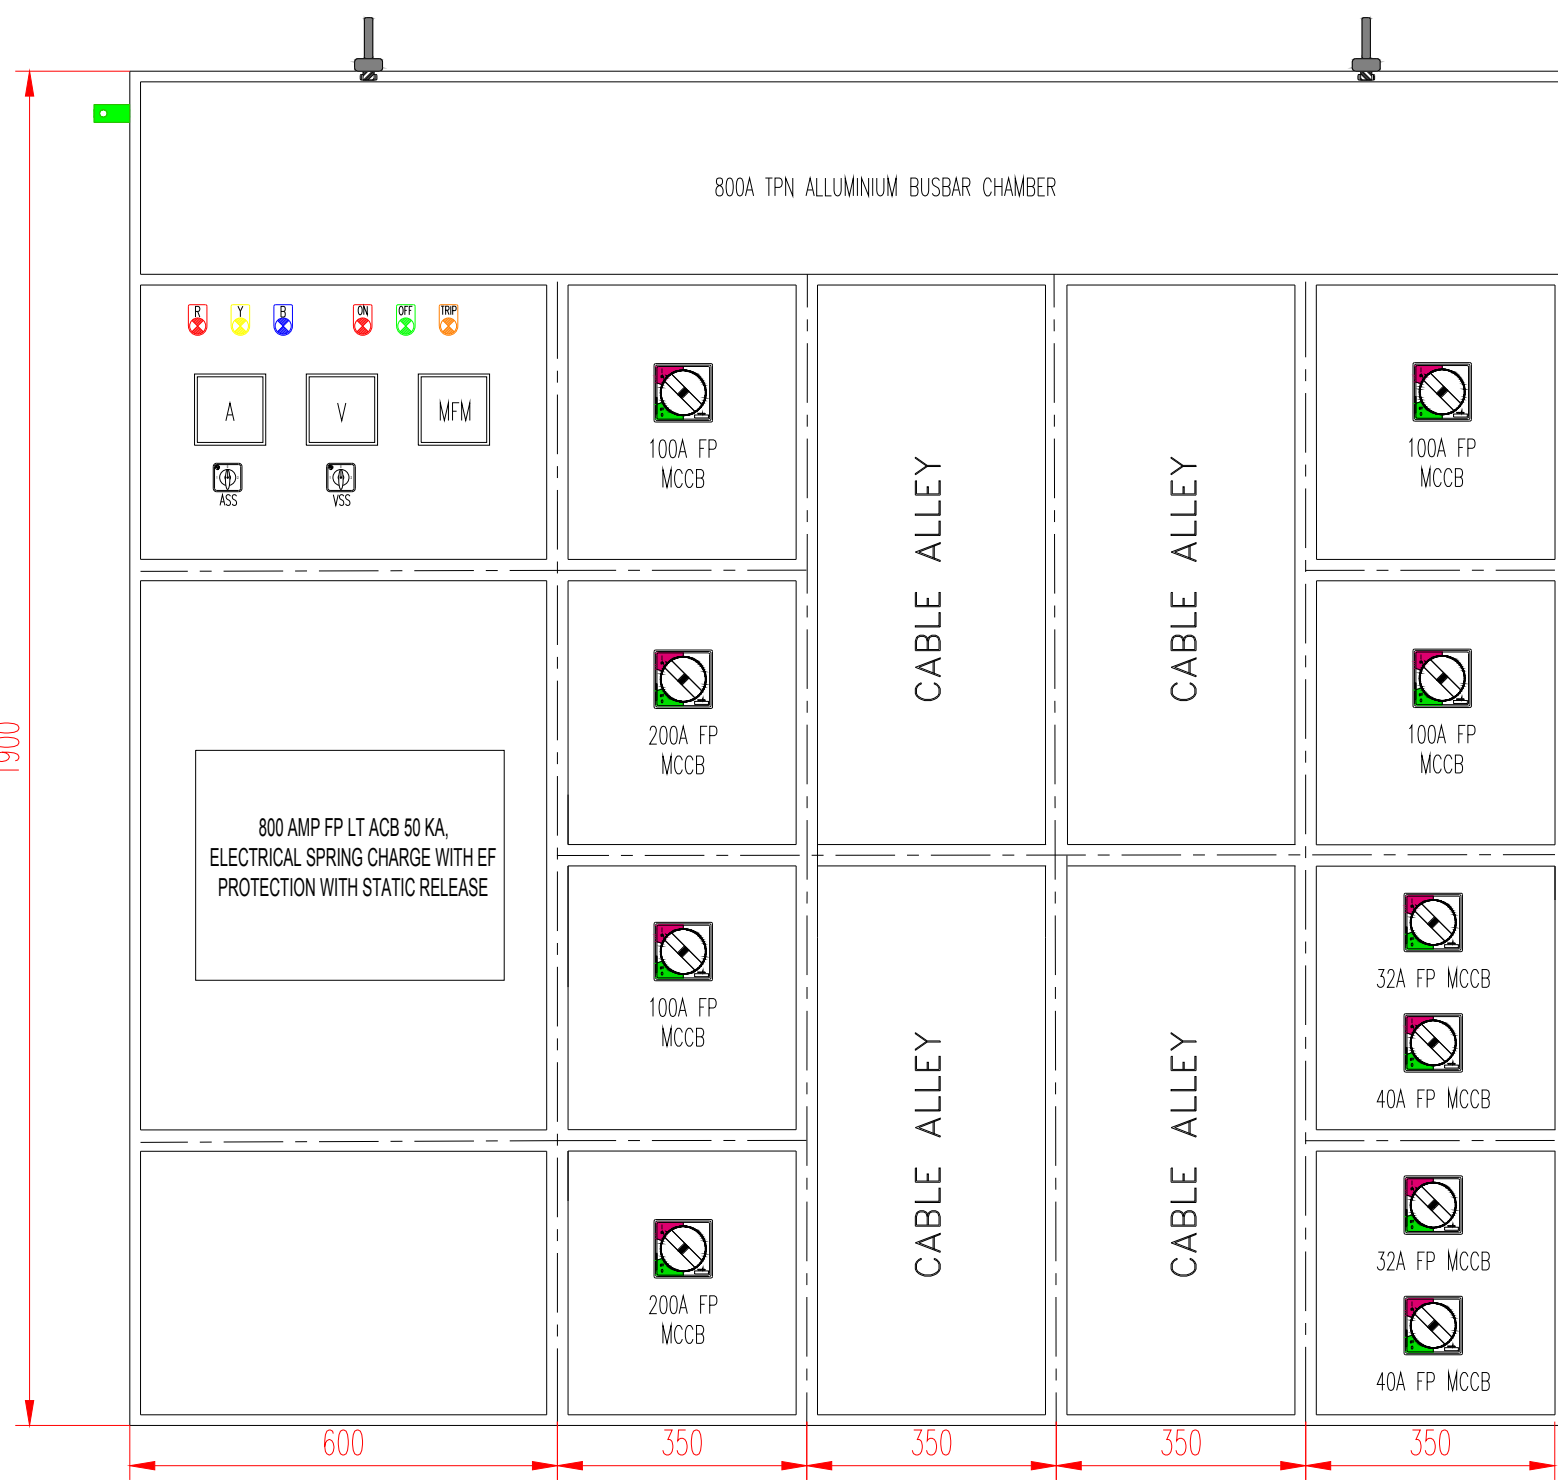 800A TPN ALLUMINIUM BUSBAR CHAMBER
R Y B ON OFF TRIP
A V MFM
ASS VSS
800 AMP FP LT ACB 50 KA,
ELECTRICAL SPRING CHARGE WITH EF
PROTECTION WITH STATIC RELEASE
100A FP
MCCB
200A FP
MCCB
100A FP
MCCB
200A FP
MCCB
CABLE ALLEY
CABLE ALLEY
CABLE ALLEY
CABLE ALLEY
100A FP
MCCB
100A FP
MCCB
32A FP MCCB
40A FP MCCB
32A FP MCCB
40A FP MCCB
1900
600 350 350 350 350